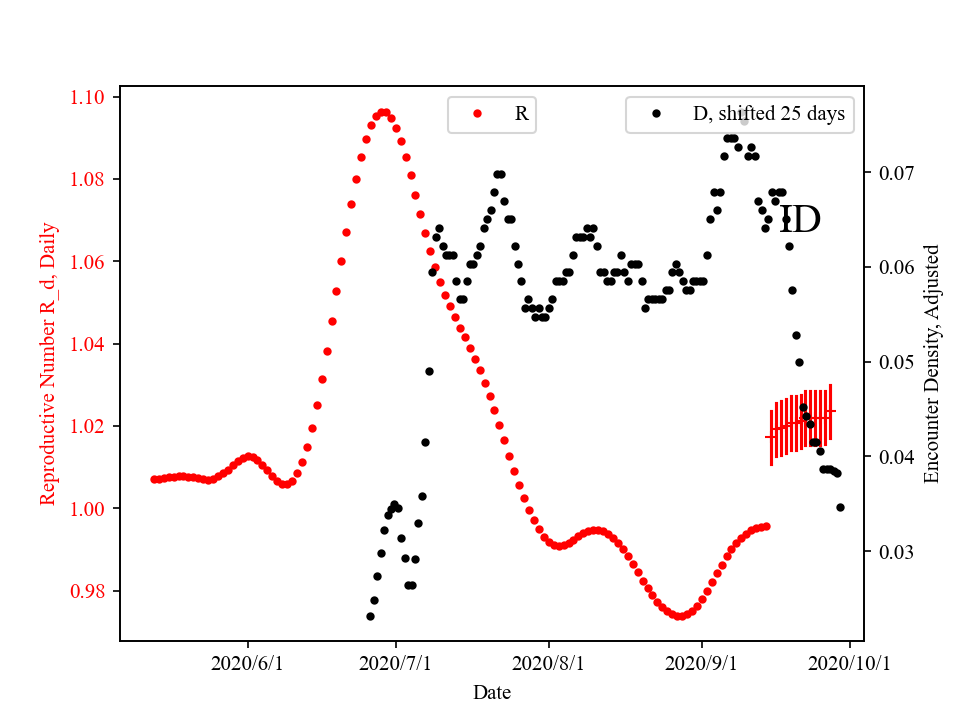 R
D, shifted 25 days
ID
1.10
1.08
1.06
1.04
1.02
1.00
0.98
Reproductive Number R_d, Daily
0.07
0.06
0.05
0.04
0.03
Encounter Density, Adjusted
2020/6/1
2020/7/1
2020/8/1
2020/9/1
2020/10/1
Date